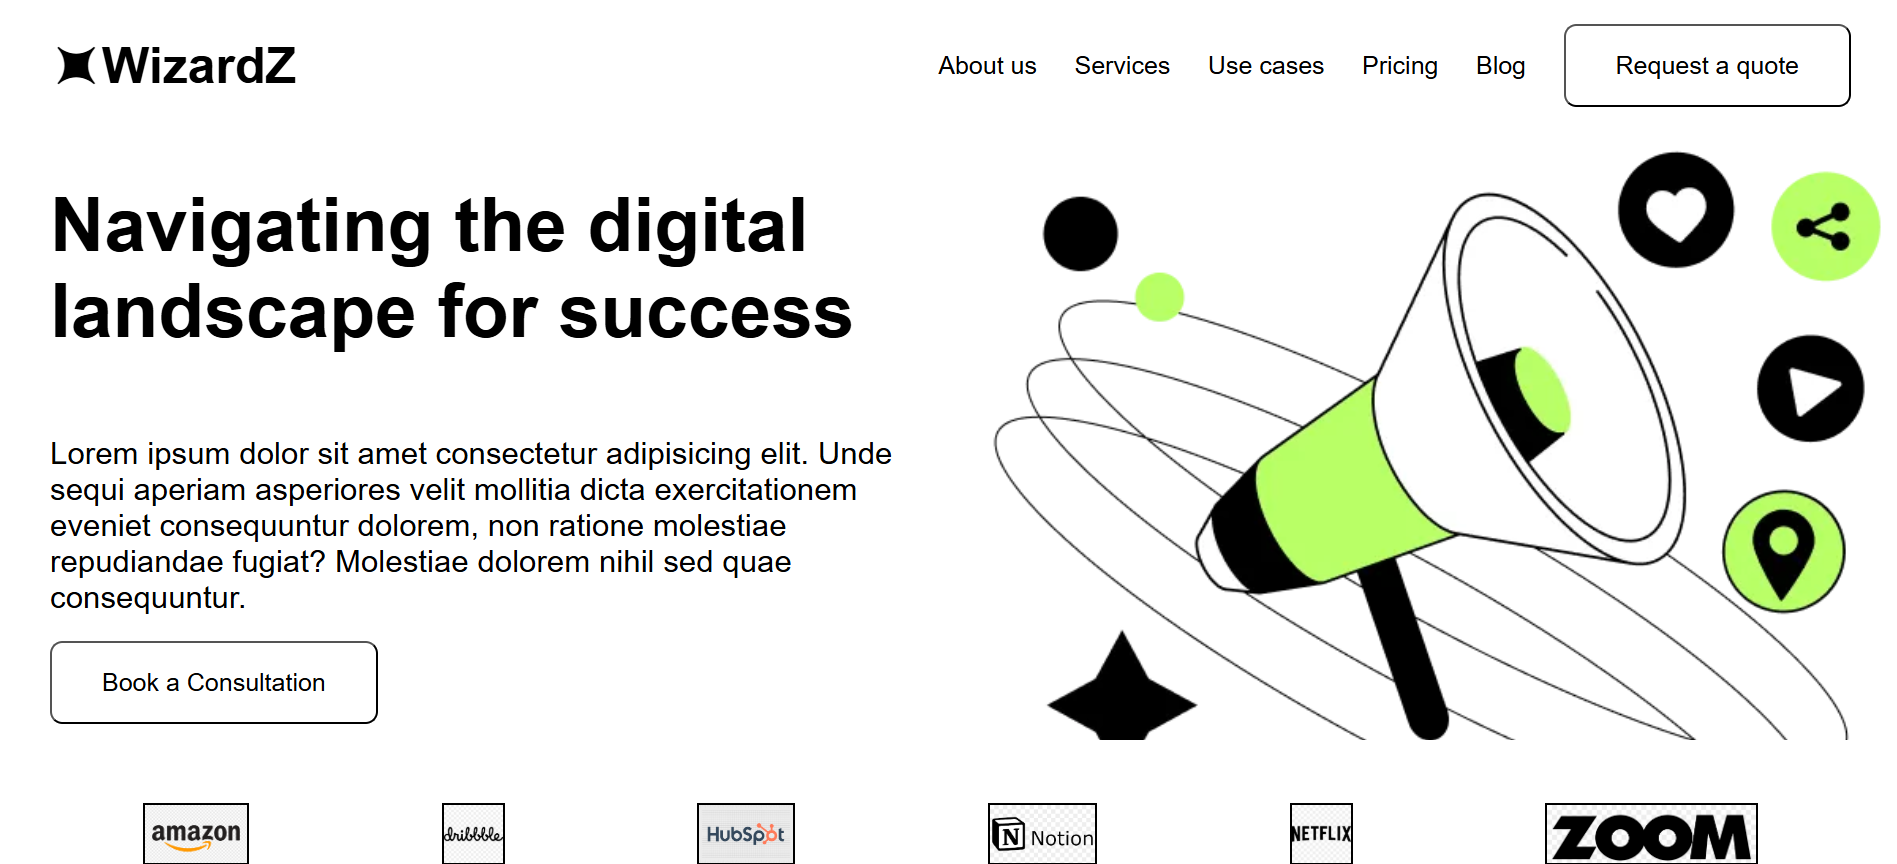 WizardZ
About us Services Use cases Pricing Blog Request a quote
Navigating the digital
landscape for success
Lorem ipsum dolor sit amet consectetur adipisicing elit. Unde
sequi aperiam asperiores velit mollitia dicta exercitationem
eveniet consequuntur dolorem, non ratione molestiae
repudiandae fugiat? Molestiae dolorem nihil sed quae
consequuntur.
Book a Consultation
amazon dribbble HubSpot N Notion NETFLIX ZOOM